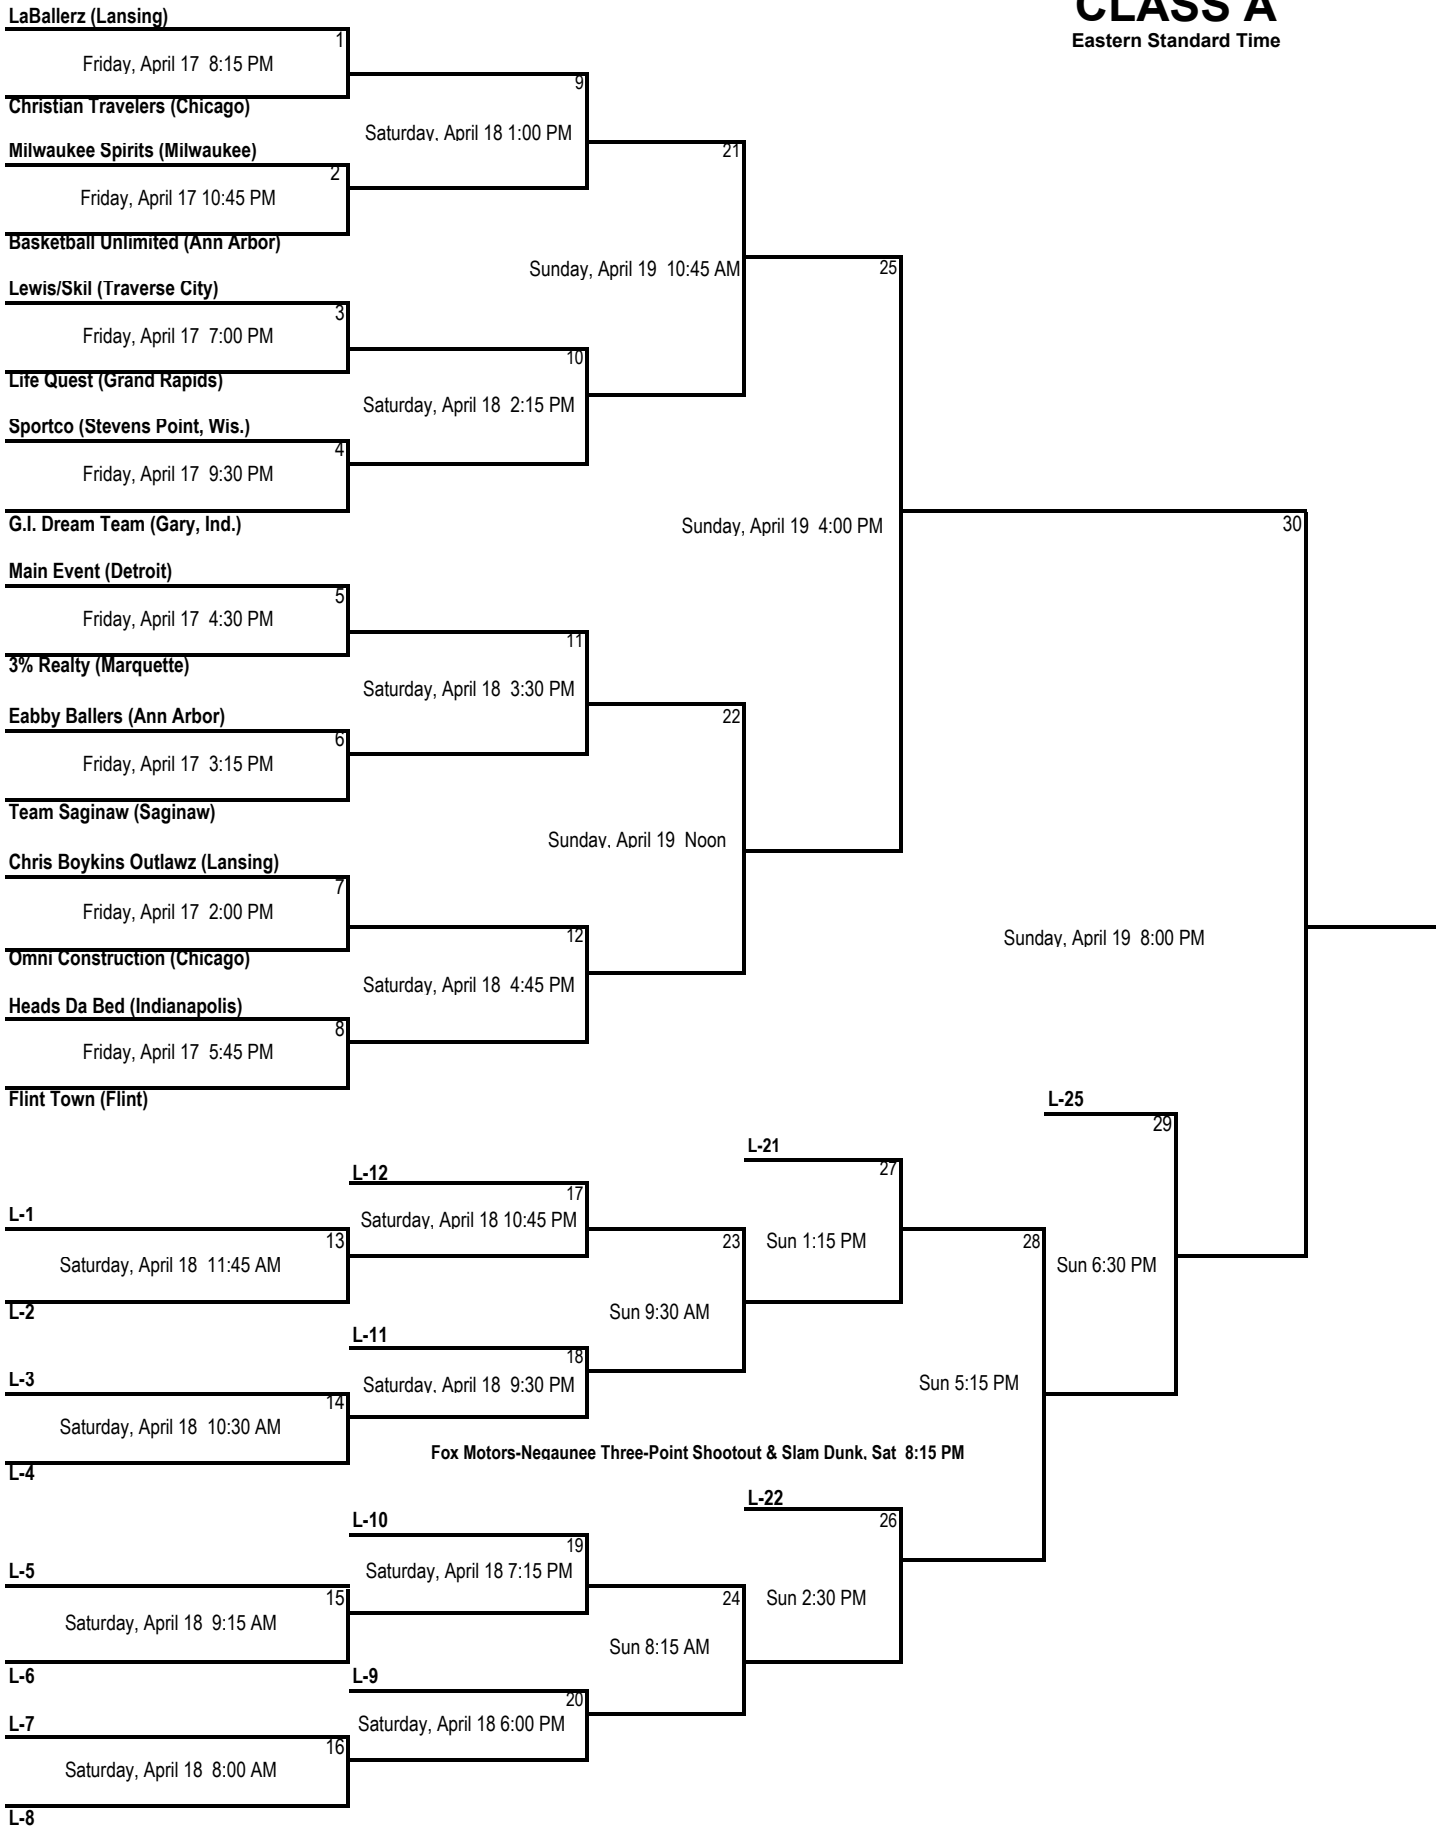 CLASS A
Eastern Standard Time
LaBallerz (Lansing)
1
Friday, April 17  8:15 PM
Christian Travelers (Chicago)
9
Saturday, April 18 1:00 PM
Milwaukee Spirits (Milwaukee)
2
Friday, April 17 10:45 PM
Basketball Unlimited (Ann Arbor)
21
Sunday, April 19  10:45 AM
25
Lewis/Skil (Traverse City)
3
Friday, April 17  7:00 PM
Life Quest (Grand Rapids)
10
Saturday, April 18  2:15 PM
Sportco (Stevens Point, Wis.)
4
Friday, April 17  9:30 PM
G.I. Dream Team (Gary, Ind.)
Sunday, April 19  4:00 PM
30
Main Event (Detroit)
5
Friday, April 17  4:30 PM
3% Realty (Marquette)
11
Saturday, April 18  3:30 PM
Eabby Ballers (Ann Arbor)
6
Friday, April 17  3:15 PM
Team Saginaw (Saginaw)
22
Sunday, April 19  Noon
Chris Boykins Outlawz (Lansing)
7
Friday, April 17  2:00 PM
Omni Construction (Chicago)
12
Saturday, April 18  4:45 PM
Sunday, April 19  8:00 PM
Heads Da Bed (Indianapolis)
8
Friday, April 17  5:45 PM
Flint Town (Flint)
L-25
29
L-21
27
L-12
17
Saturday, April 18 10:45 PM
L-1
13
Saturday, April 18  11:45 AM
L-2
23
Sun 1:15 PM
28
Sun 6:30 PM
Sun 9:30 AM
L-11
18
Saturday, April 18  9:30 PM
L-3
14
Saturday, April 18  10:30 AM
L-4
Sun 5:15 PM
Fox Motors-Negaunee Three-Point Shootout & Slam Dunk, Sat  8:15 PM
L-22
26
L-10
19
Saturday, April 18 7:15 PM
L-5
15
Saturday, April 18  9:15 AM
L-6
24
Sun 2:30 PM
Sun 8:15 AM
L-9
20
Saturday, April 18 6:00 PM
L-7
16
Saturday, April 18  8:00 AM
L-8